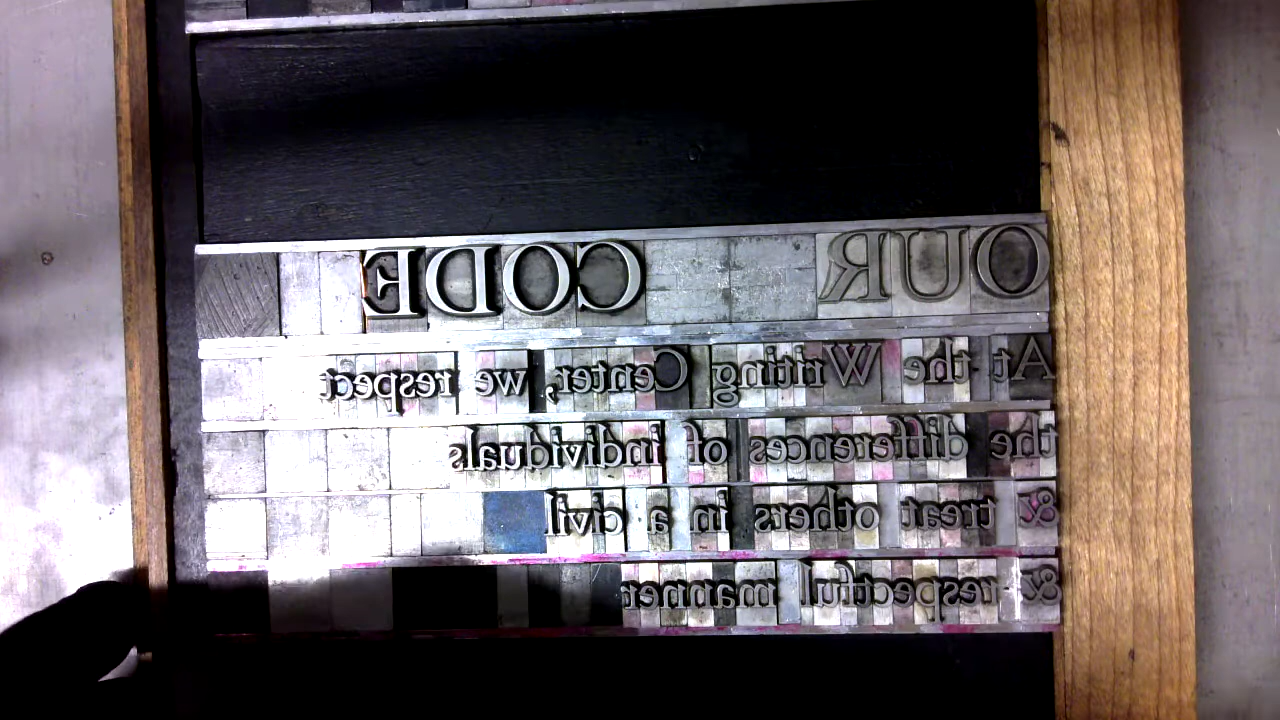 OUR CODE
At the Writing Center, we respect
the differences of individuals
& treat others in a civil
& respectful manner